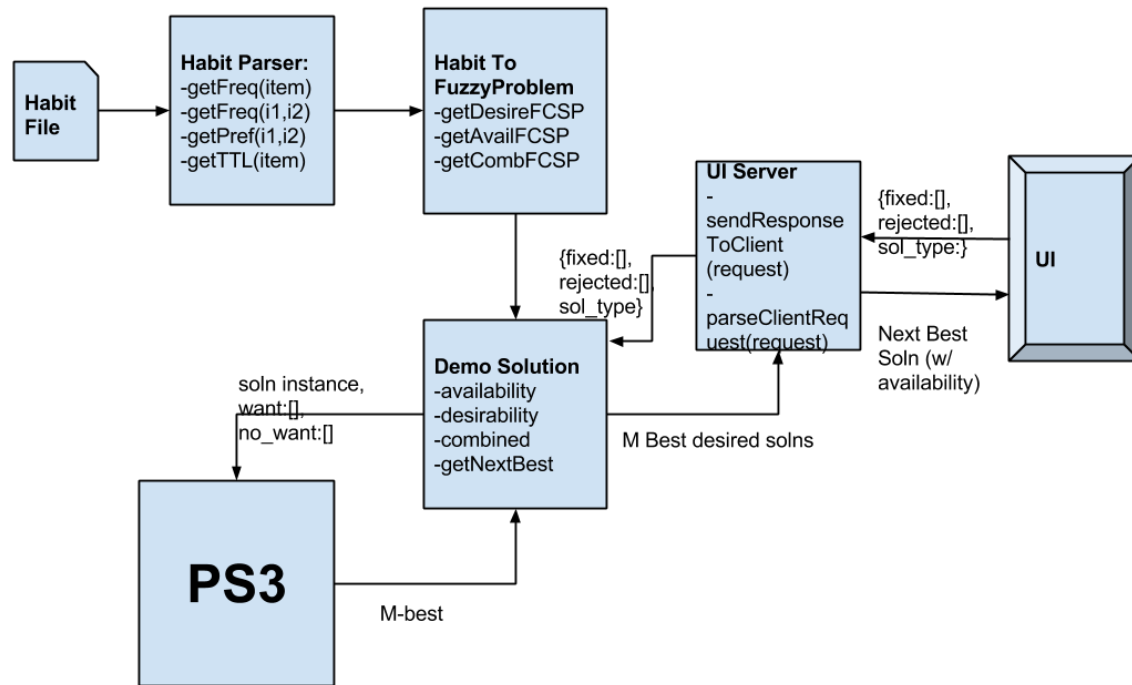 Habit
File
Habit Parser:
-getFreq(item)
-getFreq(i1,i2)
-getPref(i1,i2)
-getTTL(item)
Habit To
FuzzyProblem
-getDesireFCSP
-getAvailFCSP
-getCombFCSP
UI Server
-
sendResponse
ToClient
(request)
-
parseClientReq
uest(request)
{fixed:[],
rejected:[],
sol_type:}
UI
Next Best
Soln (w/
availability)
{fixed:[],
rejected:[],
sol_type}
Demo Solution
-availability
-desirability
-combined
-getNextBest
M Best desired solns
soln instance,
want:[],
no_want:[]
PS3
M-best